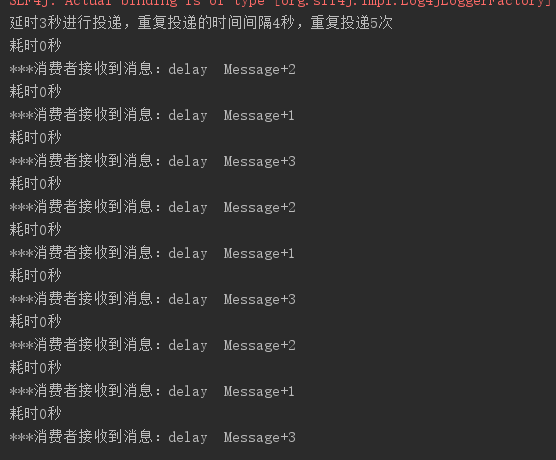 SLF4J: Actual binding is of type [org.slf4j.impl.Log4jLoggerFactory]
延时3秒进行投递，重复投递的时间间隔4秒，重复投递5次
耗时0秒
***消费者接收到消息：delay  Message+2
耗时0秒
***消费者接收到消息：delay  Message+1
耗时0秒
***消费者接收到消息：delay  Message+3
耗时0秒
***消费者接收到消息：delay  Message+2
耗时0秒
***消费者接收到消息：delay  Message+1
耗时0秒
***消费者接收到消息：delay  Message+3
耗时0秒
***消费者接收到消息：delay  Message+2
耗时0秒
***消费者接收到消息：delay  Message+1
耗时0秒
***消费者接收到消息：delay  Message+3